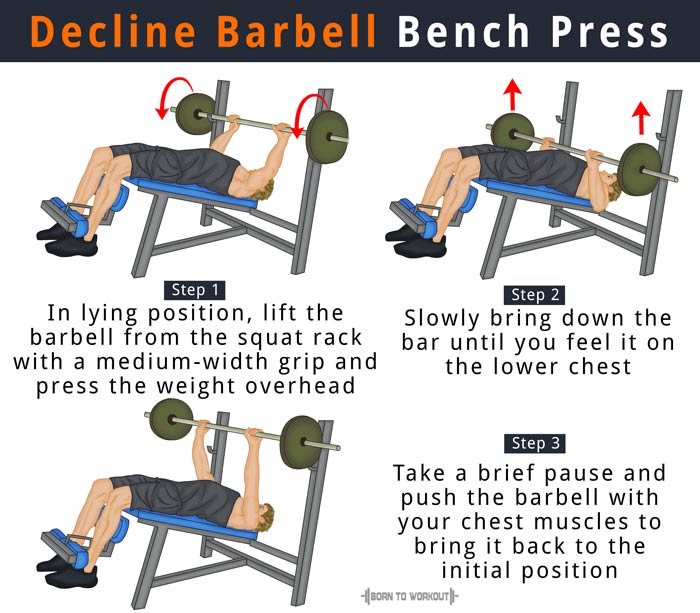 Decline Barbell Bench Press
Step 1
In lying position, lift the
barbell from the squat rack
with a medium-width grip and
press the weight overhead
Step 2
Slowly bring down the
bar until you feel it on
the lower chest
Step 3
Take a brief pause and
push the barbell with
your chest muscles to
bring it back to the
initial position
BORN TO WORKOUT